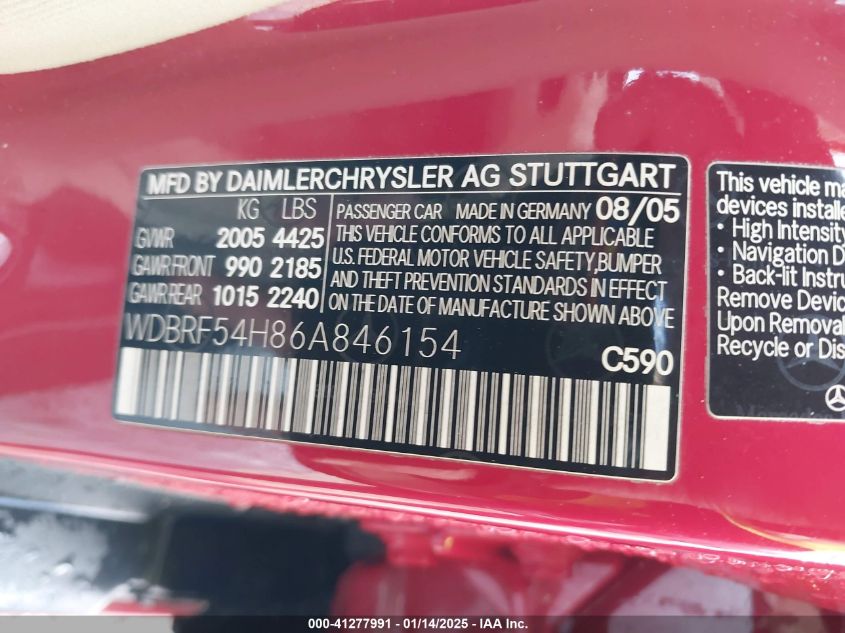 MFD BY DAIMLERCHRYSLER AG STUTTGART
KG LBS
GVWR 2005 4425
GAWR FRONT 990 2185
GAWR REAR 1015 2240
PASSENGER CAR MADE IN GERMANY 08/05
THIS VEHICLE CONFORMS TO ALL APPLICABLE
U.S. FEDERAL MOTOR VEHICLE SAFETY, BUMPER
AND THEFT PREVENTION STANDARDS IN EFFECT
ON THE DATE OF MANUFACTURE SHOWN ABOVE
WDBRF54H86A846154
C590
This vehicle ma
devices installe
• High Intensity
• Navigation D
• Back-lit Instru
Remove Devic
Upon Removal
Recycle or Dis
000-41277991 - 01/14/2025 - IAA Inc.